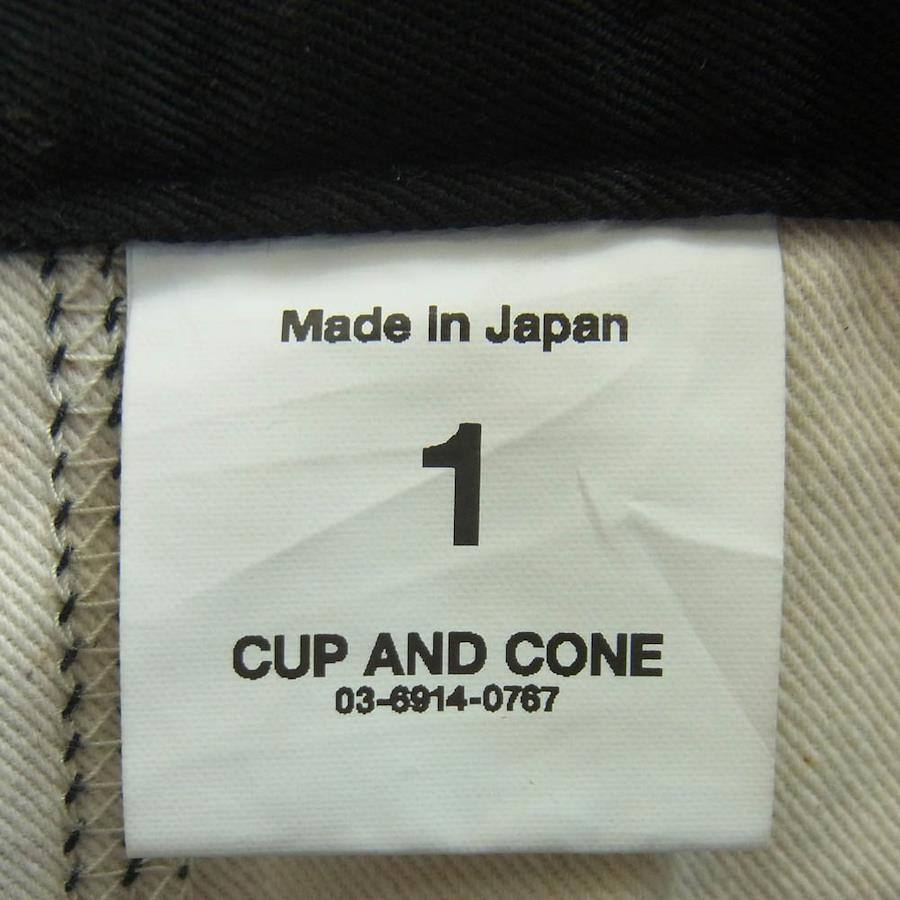 Made in Japan
1
CUP AND CONE
03-6914-0767